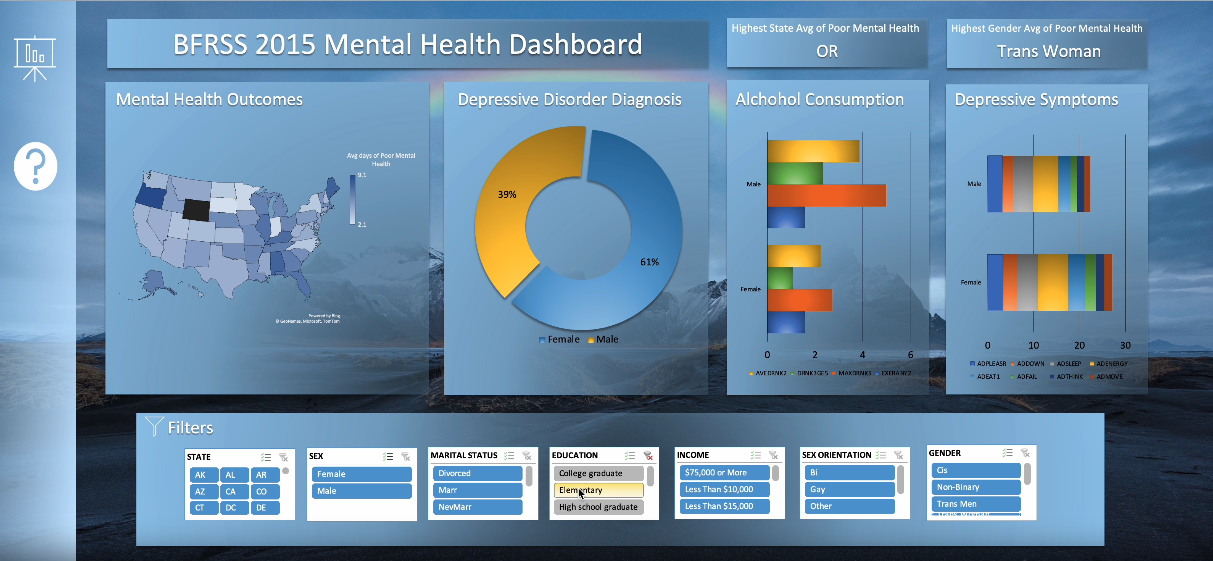 BFRSS 2015 Mental Health Dashboard
Highest State Avg of Poor Mental Health
OR
Highest Gender Avg of Poor Mental Health
Trans Woman
Mental Health Outcomes
Avg days of Poor Mental
Health
9.1
2.1
Powered by Bing
© GeoNames, Microsoft, TomTom
Depressive Disorder Diagnosis
39%
61%
Female
Male
Alchohol Consumption
Male
Female
0 2 4 6
AVEDRNK2 DRNK3GE5 MAXDRNKS EXERANY2
Depressive Symptoms
Male
Female
0 10 20 30
ADPLEASR ADDOWN ADSLEEP ADENERGY
ADEAT1 ADFAIL ADTHINK ADMOVE
?
Filters
STATE
AK AL AR
AZ CA CO
CT DC DE
SEX
Female
Male
MARITAL STATUS
Divorced
Marr
NevMarr
EDUCATION
College graduate
Elementary
High school graduate
INCOME
$75,000 or More
Less Than $10,000
Less Than $15,000
SEX ORIENTATION
Bi
Gay
Other
GENDER
Cis
Non-Binary
Trans Men